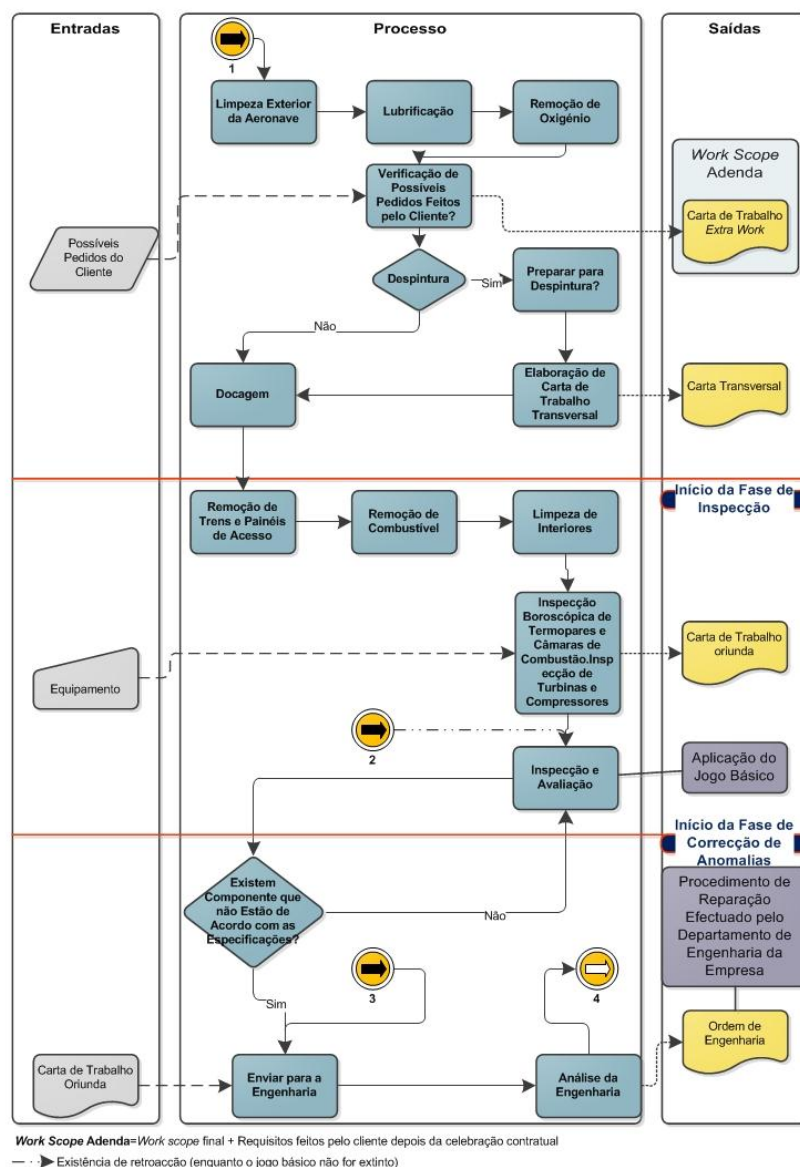 Entradas
Processo
Saídas
1
Limpeza Exterior
da Aeronave
Lubrificação
Remoção de
Oxigénio
Verificação de
Possíveis
Pedidos Feitos
pelo Cliente?
Work Scope
Adenda
Carta de Trabalho
Extra Work
Possíveis
Pedidos do
Cliente
Despintura
Sim
Preparar para
Despintura?
Não
Docagem
Elaboração de
Carta de
Trabalho
Transversal
Carta Transversal
Início da Fase de
Inspecção
Remoção de
Trens e Painéis
de Acesso
Remoção de
Combustível
Limpeza de
Interiores
Inspecção
Boroscópica de
Termopares e
Câmaras de
Combustão.Insp
ecção de
Turbinas e
Compressores
Carta de Trabalho
oriunda
Equipamento
2
Inspecção e
Avaliação
Aplicação do
Jogo Básico
Início da Fase de
Correcção de
Anomalias
Existem
Componente que
não Estão de
Acordo com as
Especificações?
Não
Procedimento de
Reparação
Efectuado pelo
Departamento de
Engenharia da
Empresa
Sim
3
4
Carta de Trabalho
Oriunda
Enviar para a
Engenharia
Análise da
Engenharia
Ordem de
Engenharia
Work Scope Adenda=Work scope final + Requisitos feitos pelo cliente depois da celebração contratual
Existência de retroacção (enquanto o jogo básico não for extinto)